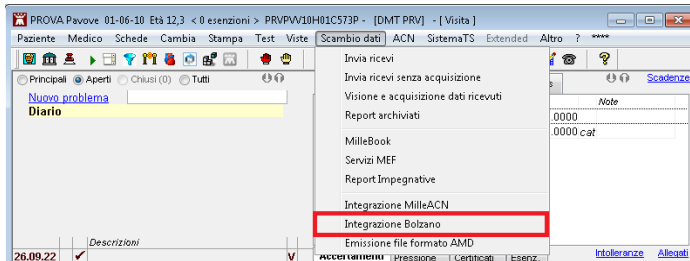 PROVA Pavove 01-06-10 Età 12,3 < 0 esenzioni > PRVPVV10H01C573P - [DMT PRV] - [ Visita ]
Paziente Medico Schede Cambia Stampa Test Viste Scambio dati ACN SistemaTS Extended Altro ? ****
Principali Aperti Chiusi (0) Tutti
Scadenze
Nuovo problema
Diario
Invia ricevi
Invia ricevi senza acquisizione
Visione e acquisizione dati ricevuti
Report archiviati
MilleBook
Servizi MEF
Report Impegnative
Integrazione MilleACN
Integrazione Bolzano
Emissione file formato AMD
Note
.0000
.0000 cat
Descrizioni
26.09.22 V Accertamenti Pressione Certificati Esenz. Intolleranze Allegati